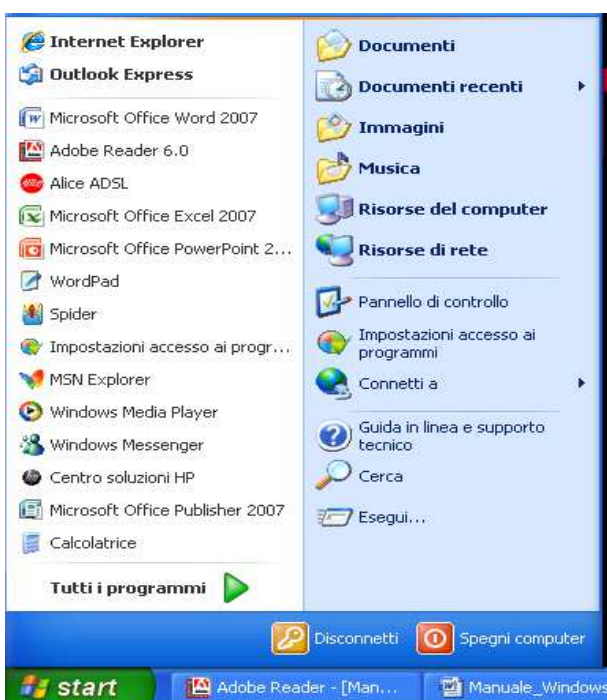 Internet Explorer
Outlook Express
Microsoft Office Word 2007
Adobe Reader 6.0
Alice ADSL
Microsoft Office Excel 2007
Microsoft Office PowerPoint 2...
WordPad
Spider
Impostazioni accesso ai progr...
MSN Explorer
Windows Media Player
Windows Messenger
Centro soluzioni HP
Microsoft Office Publisher 2007
Calcolatrice
Tutti i programmi
Documenti
Documenti recenti
Immagini
Musica
Risorse del computer
Risorse di rete
Pannello di controllo
Impostazioni accesso ai
programmi
Connetti a
Guida in linea e supporto
tecnico
Cerca
Esegui...
Disconnetti
Spegni computer
start
Adobe Reader - [Man...
Manuale_Windows